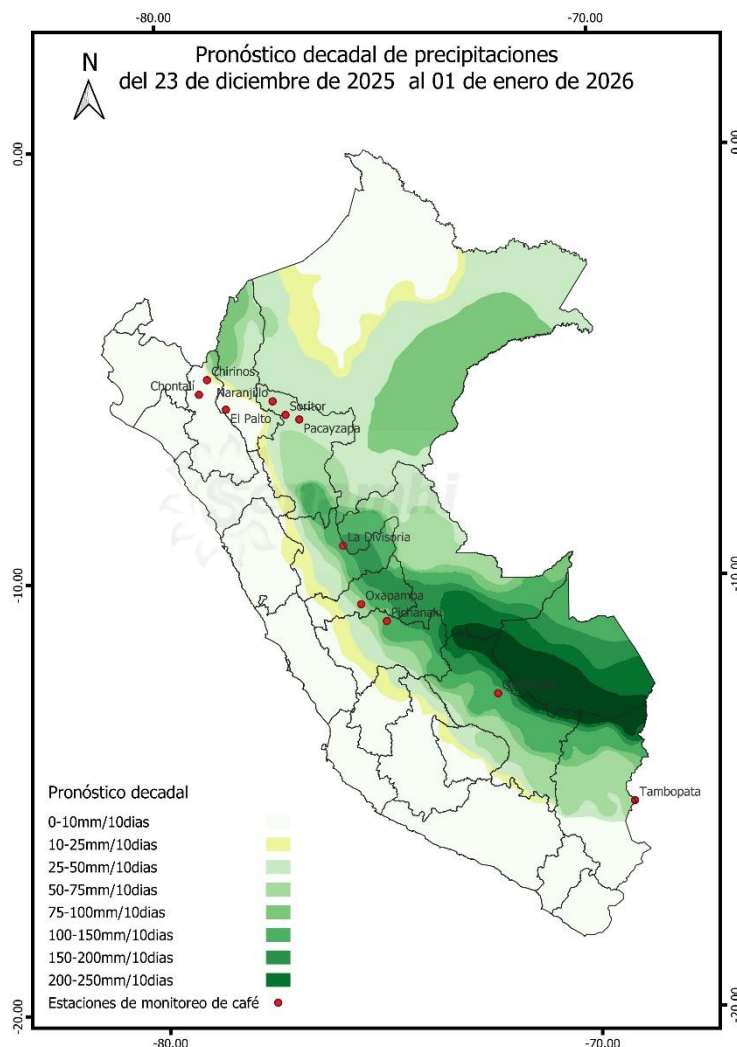 -80.00
-70.00
N
Pronóstico decadal de precipitaciones
del 23 de diciembre de 2025 al 01 de enero de 2026
0.00
0.00
Chirinos
Chontalí
Naranjillo
Soritor
El Palto
Pacayzapa
Senamhi
La Divisoria
-10.00
-10.00
Oxapampa
Pichanaki
Tambopata
Pronóstico decadal
0-10mm/10dias
10-25mm/10dias
25-50mm/10dias
50-75mm/10dias
75-100mm/10dias
100-150mm/10dias
150-200mm/10dias
200-250mm/10dias
Estaciones de monitoreo de café
-20.00
-20.00
-80.00
-70.00